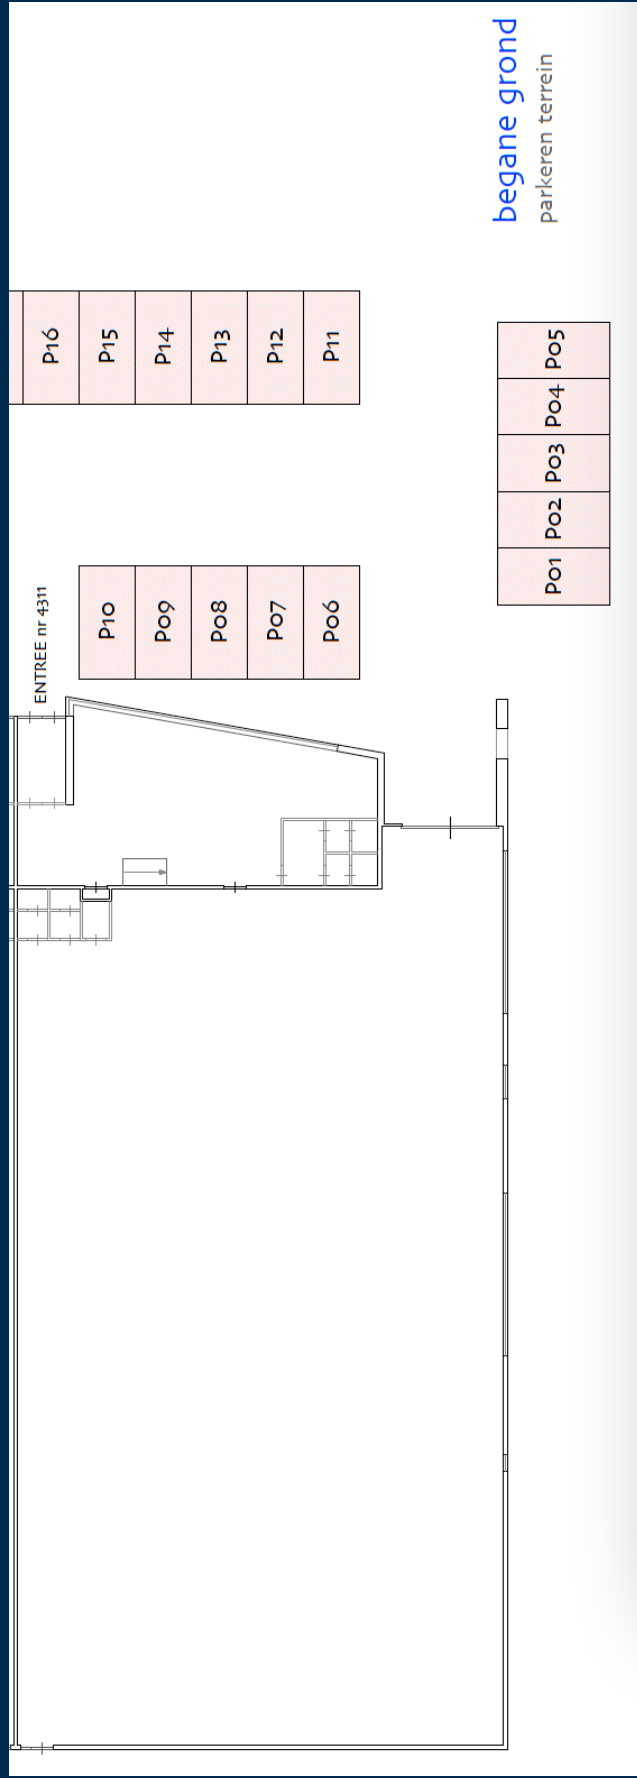 begane grond
parkeren terrein
P16
P15
P14
P13
P12
P11
P05
P04
P03
P02
P01
ENTREE nr 4311
P10
P09
P08
P07
P06